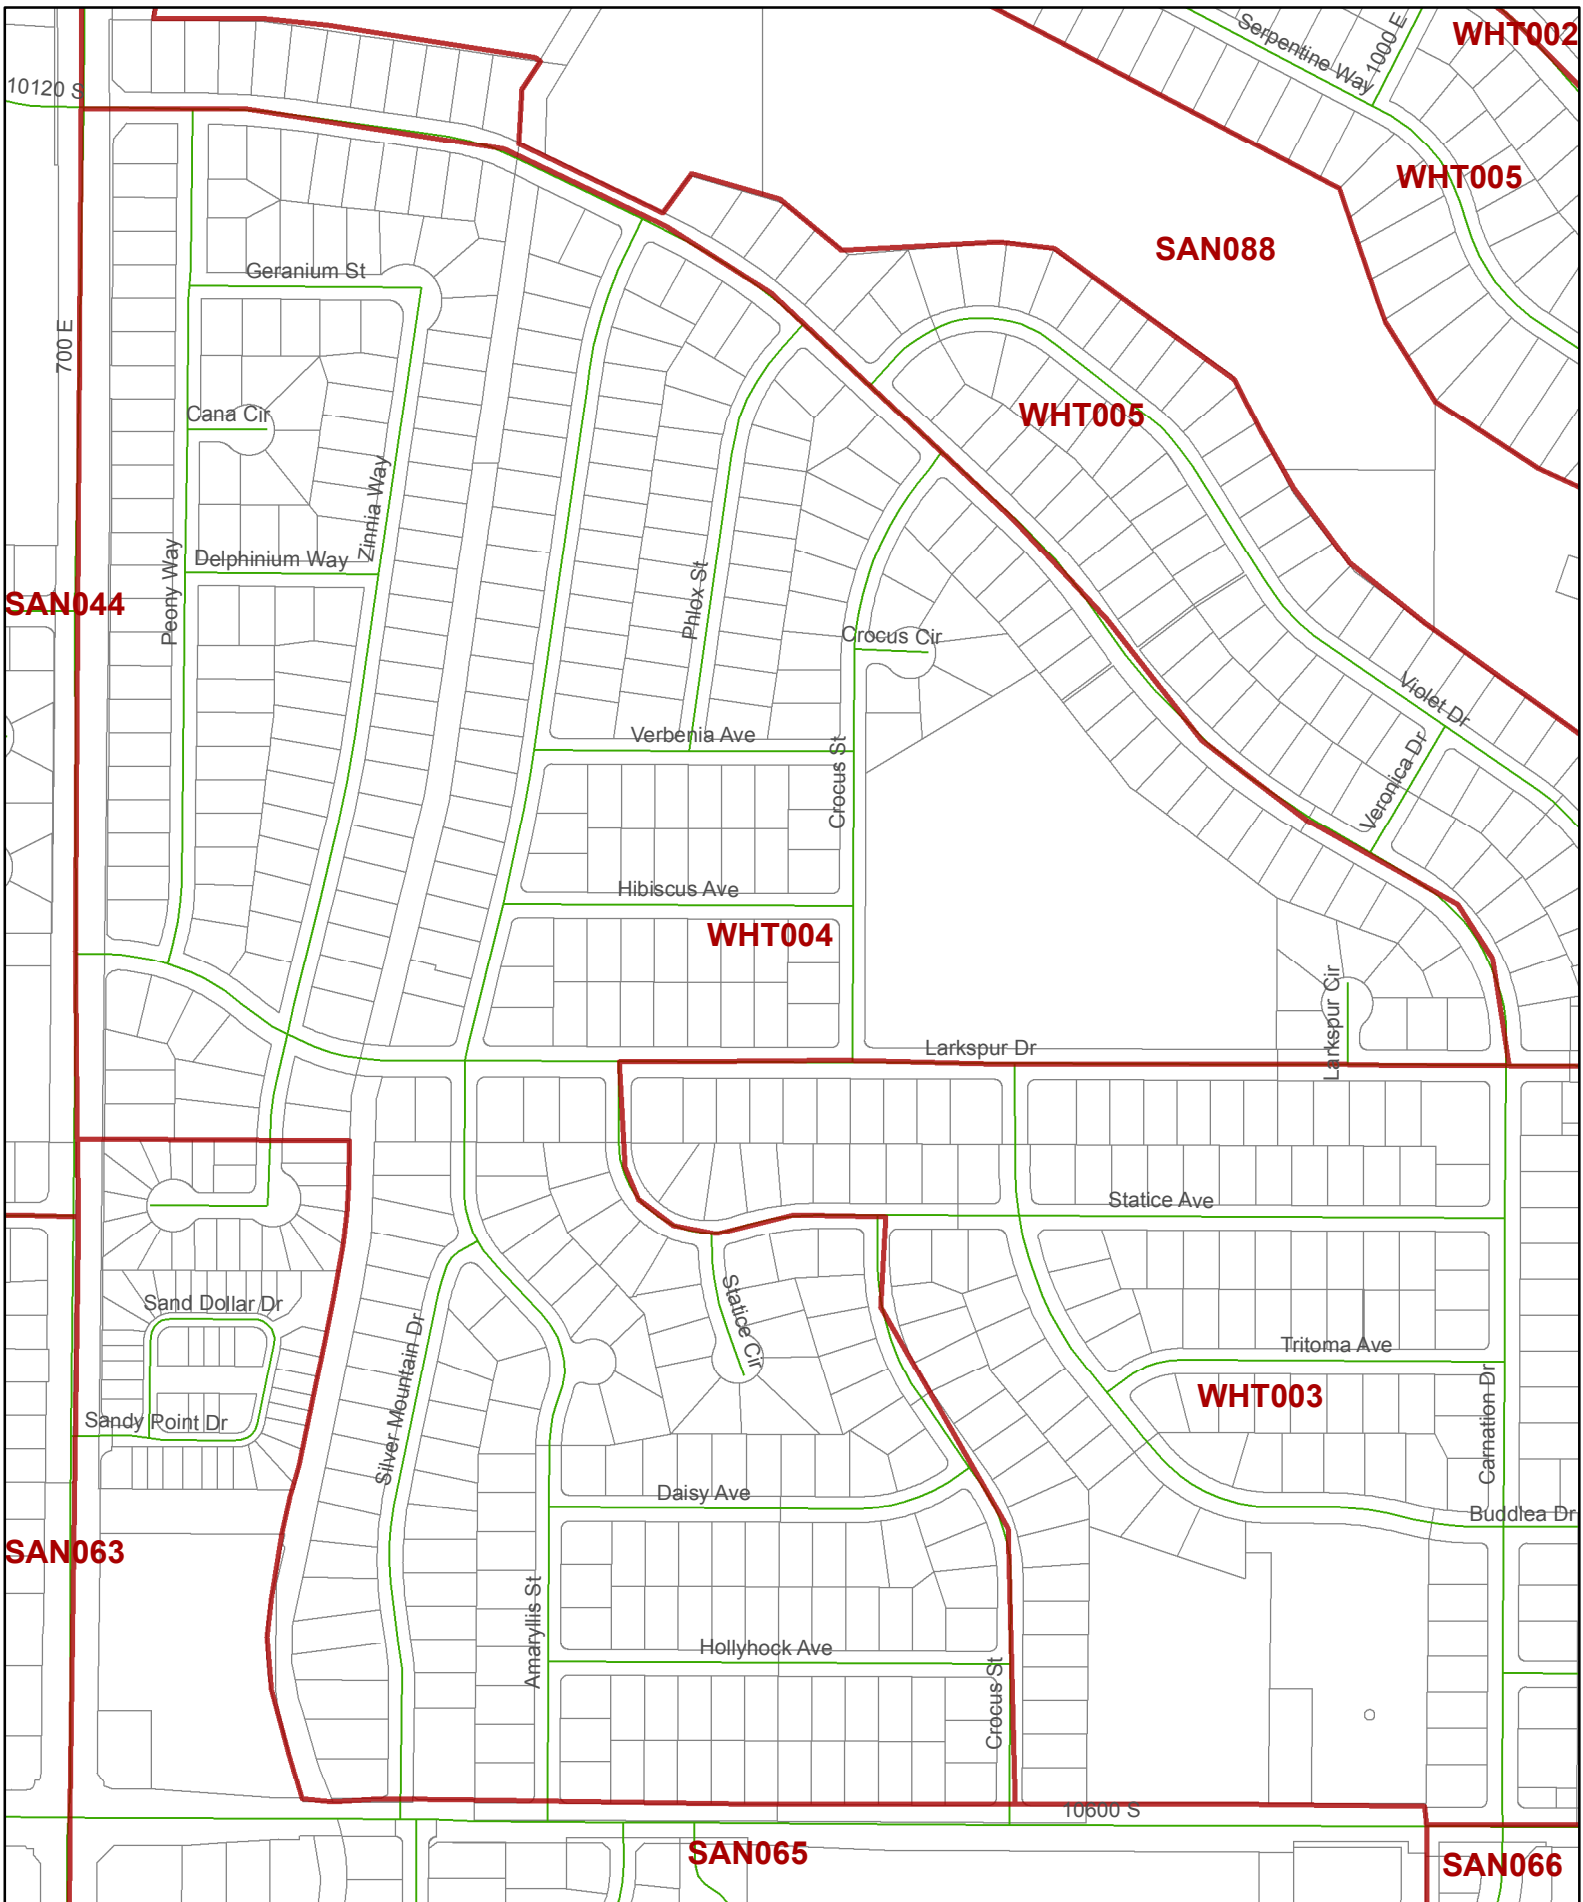 WHT002
Serpentine Way
1000 E
10120 S
WHT005
SAN088
Geranium St
700 E
Cana Cir
WHT005
Zinnia Way
Delphinium Way
Peony Way
Phlox St
SAN044
Crocus Cir
Violet Dr
Verbenia Ave
Veronica Dr
Crocus St
Hibiscus Ave
WHT004
Larkspur Cir
Larkspur Dr
Statice Ave
Sand Dollar Dr
Statice Cir
Silver Mountain Dr
Tritoma Ave
WHT003
Sandy Point Dr
Carnation Dr
Daisy Ave
Buddlea Dr
SAN063
Amaryllis St
Hollyhock Ave
Crocus St
10600 S
SAN065
SAN066